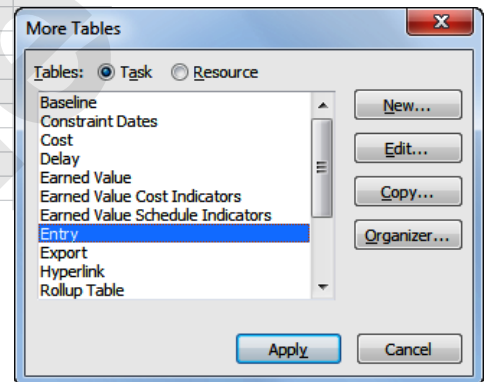 More Tables
Tables: Task Resource
Baseline
Constraint Dates
Cost
Delay
Earned Value
Earned Value Cost Indicators
Earned Value Schedule Indicators
Entry
Export
Hyperlink
Rollup Table
New...
Edit...
Copy...
Organizer...
Apply Cancel